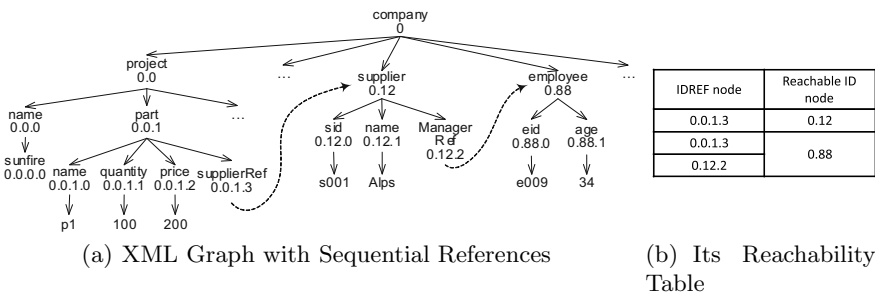 company
0
project
0.0
...
supplier
0.12
employee
0.88
...
name
0.0.0
part
0.0.1
...
sid
0.12.0
name
0.12.1
Manager
Ref
0.12.2
eid
0.88.0
age
0.88.1
sunfire
0.0.0.0
name
0.0.1.0
quantity
0.0.1.1
price
0.0.1.2
supplierRef
0.0.1.3
s001
Alps
e009
34
p1
100
200
IDREF node
Reachable ID
node
0.0.1.3
0.12
0.0.1.3
0.88
0.12.2
(a) XML Graph with Sequential References
(b) Its Reachability
Table